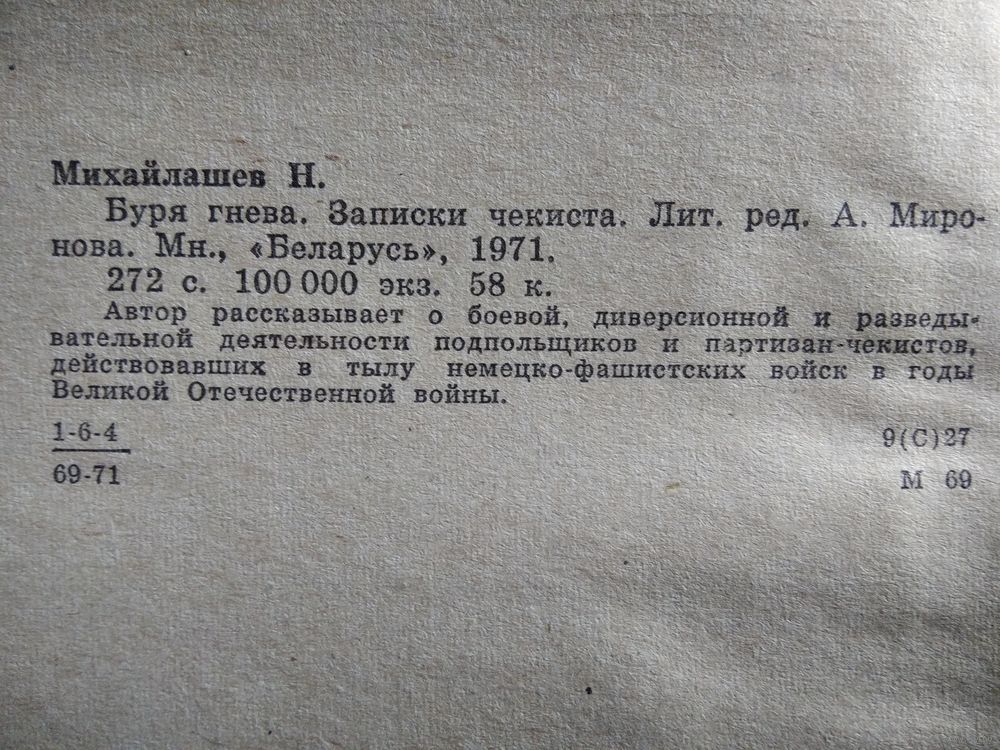 Михайлашев Н.
Буря гнева. Записки чекиста. Лит. ред. А. Миро-
нова. Мн., «Беларусь», 1971.
272 с. 100 000 экз. 58 к.
Автор рассказывает о боевой, диверсионной и разведы-
вательной деятельности подпольщиков и партизан-чекистов,
действовавших в тылу немецко-фашистских войск в годы
Великой Отечественной войны.
1-6-4
69-71
9(С)27
М 69